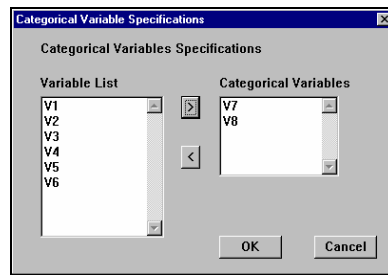 Categorical Variable Specifications
Categorical Variables Specifications
Variable List
V1
V2
V3
V4
V5
V6
>
<
Categorical Variables
V7
V8
OK
Cancel